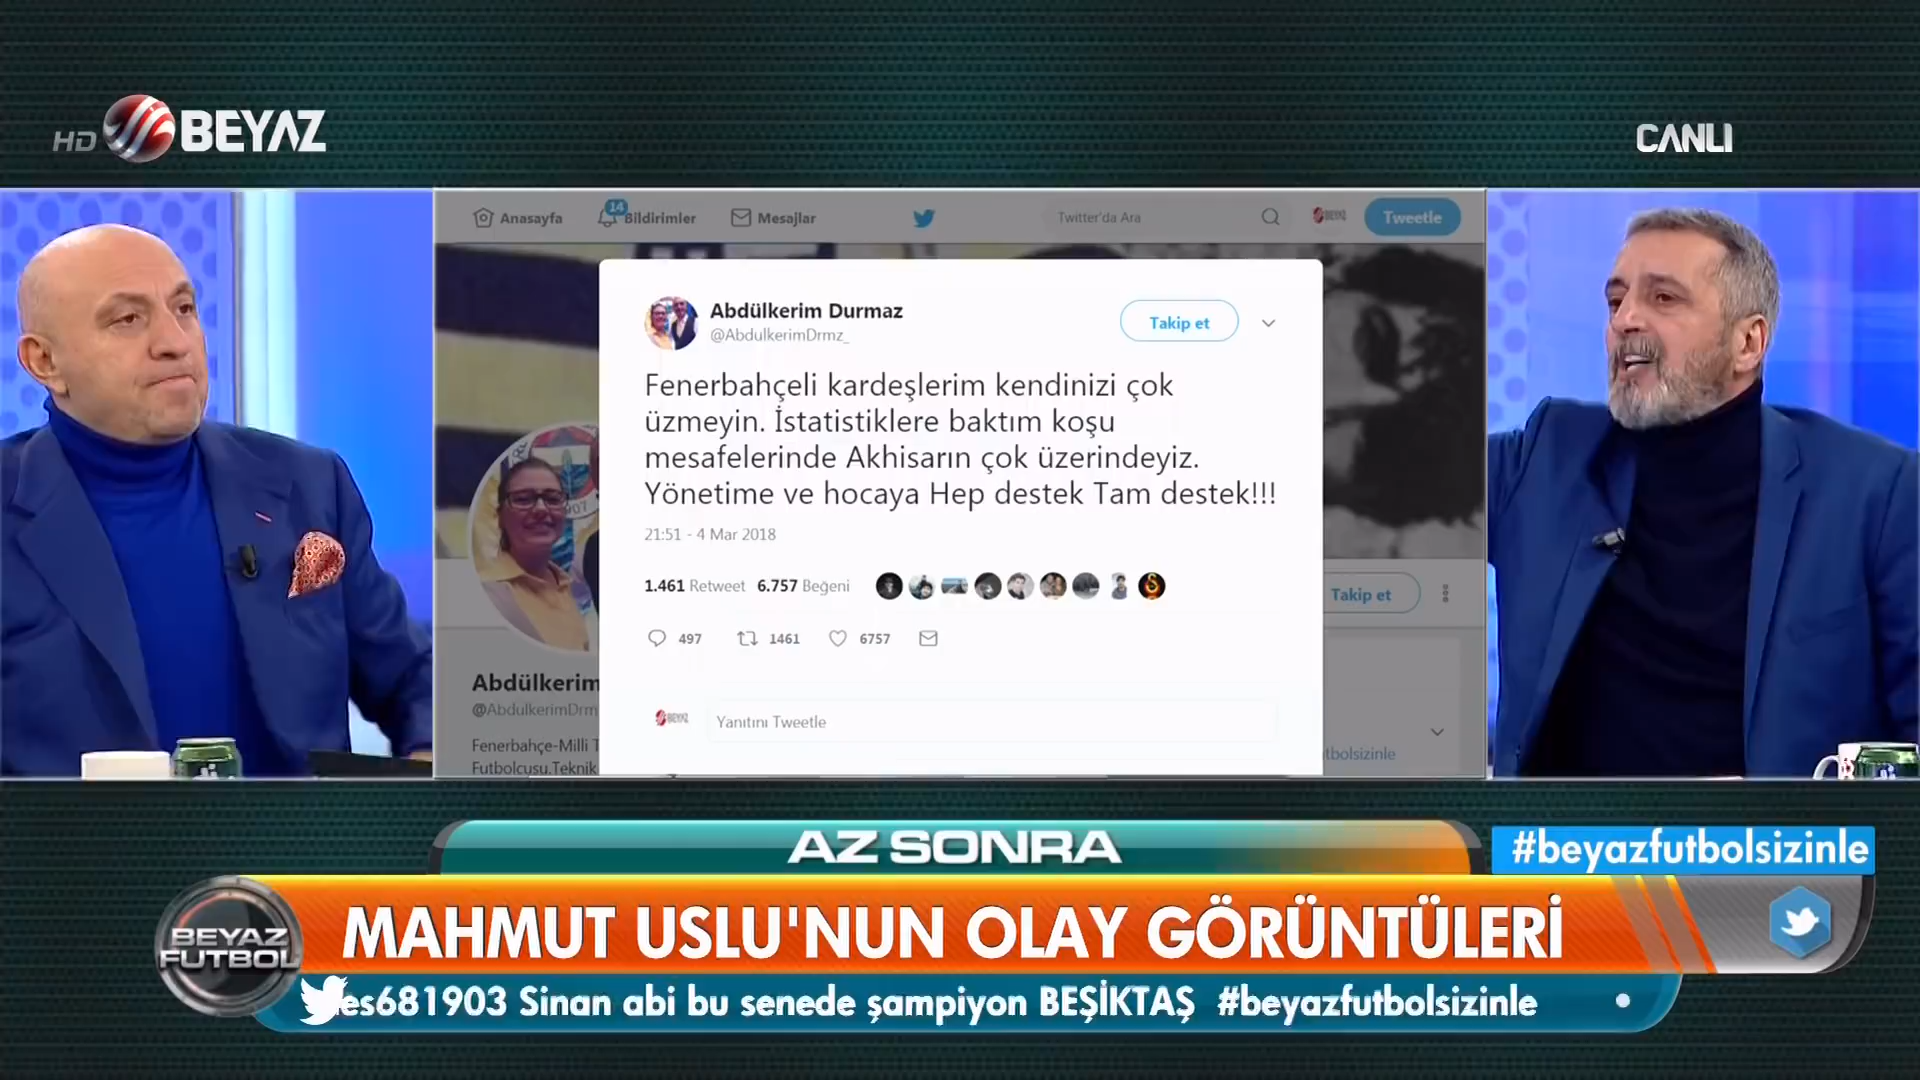 HD BEYAZ
CANLI
Anasayfa
14
Bildirimler
Mesajlar
Twitter'da Ara
BEYAZ
Tweetle
Abdülkerim Durmaz
@AbdulkerimDrmz_
Takip et
Fenerbahçeli kardeşlerim kendinizi çok
üzmeyin. İstatistiklere baktım koşu
mesafelerinde Akhisarın çok üzerindeyiz.
Yönetime ve hocaya Hep destek Tam destek!!!
21:51 - 4 Mar 2018
1.461 Retweet 6.757 Beğeni
497 1461 6757
BEYAZ
Yanıtını Tweetle
Takip et
Abdülkerim
@AbdulkerimDrm
Fenerbahçe-Milli T
Futbolcusu,Teknik
tbolsizinle
AZ SONRA
#beyazfutbolsizinle
BEYAZ
FUTBOL
MAHMUT USLU'NUN OLAY GÖRÜNTÜLERİ
es681903 Sinan abi bu senede şampiyon BEŞİKTAŞ #beyazfutbolsizinle